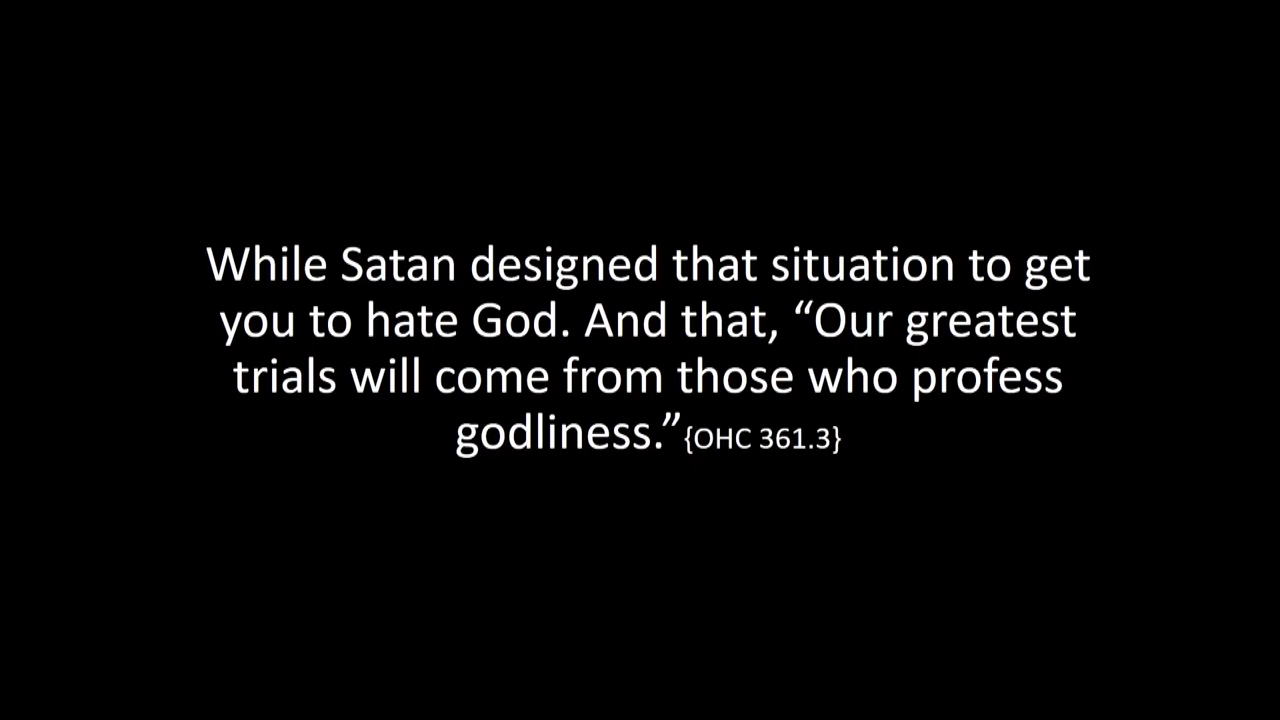 While Satan designed that situation to get
you to hate God. And that, “Our greatest
trials will come from those who profess
godliness.”{OHC 361.3}